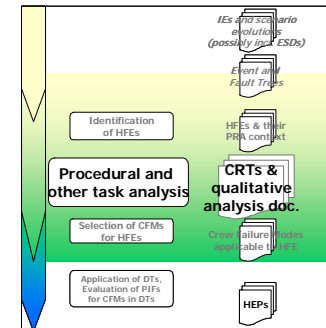 IEs and scenario
evolutions
(possibly incl ESDs)
Event and
Fault Trees
Identification
of HFEs
HFEs & their
PRA context
Procedural and
other task analysis
CRTs &
qualitative
analysis doc.
Selection of CFMs
for HFEs
Crew Failure Modes
applicable to HFE
Application of DTs,
Evaluation of PIFs
for CFMs in DTs
HEPs